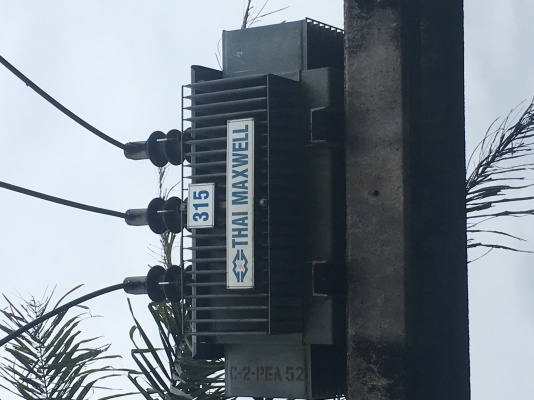 THAI MAXWELL
315
C-2-PEA 52